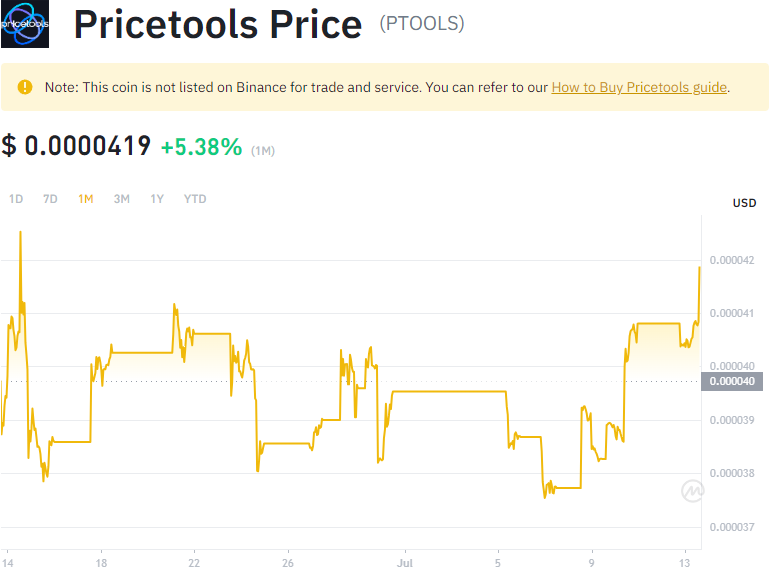 pricetools
Pricetools Price (PTOOLS)
Note: This coin is not listed on Binance for trade and service. You can refer to our How to Buy Pricetools guide.
$ 0.0000419 +5.38% (1M)
1D 7D 1M 3M 1Y YTD
USD
0.000042
0.000041
0.000040
0.000040
0.000039
0.000038
0.000037
14 18 22 26 Jul 5 9 13